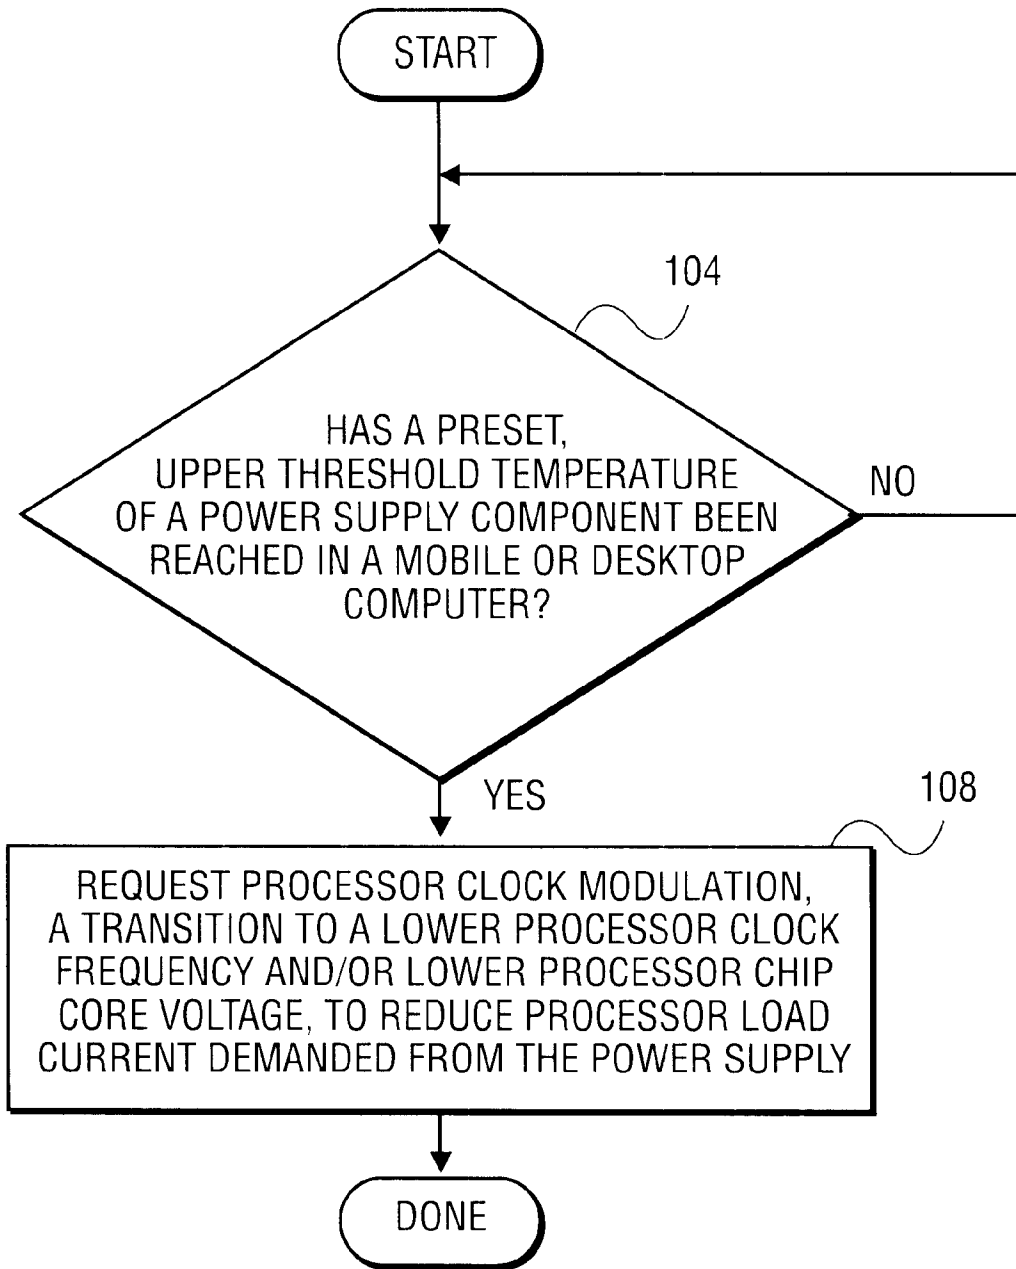 START
104
HAS A PRESET,
UPPER THRESHOLD TEMPERATURE
OF A POWER SUPPLY COMPONENT BEEN
REACHED IN A MOBILE OR DESKTOP
COMPUTER?
NO
YES
108
REQUEST PROCESSOR CLOCK MODULATION,
A TRANSITION TO A LOWER PROCESSOR CLOCK
FREQUENCY AND/OR LOWER PROCESSOR CHIP
CORE VOLTAGE, TO REDUCE PROCESSOR LOAD
CURRENT DEMANDED FROM THE POWER SUPPLY
DONE